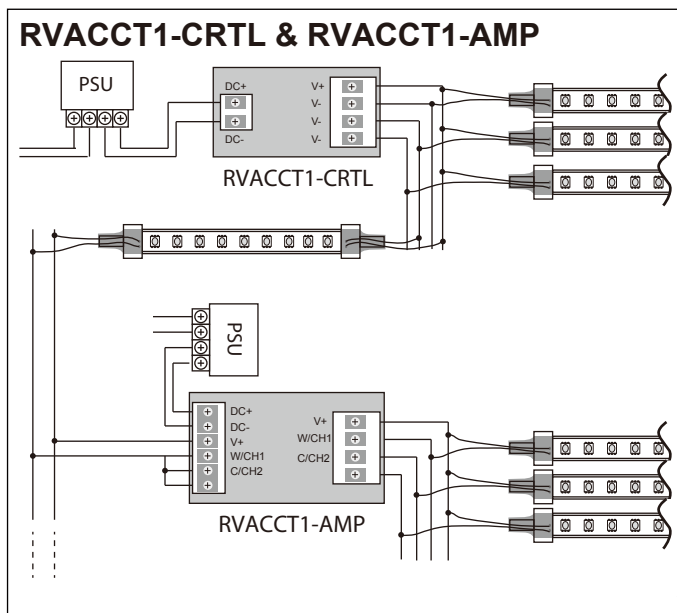 RVACCT1-CRTL & RVACCT1-AMP
PSU
DC+
DC-
V+
V-
V-
V-
RVACCT1-CRTL
PSU
DC+
DC-
V+
W/CH1
C/CH2
V+
W/CH1
C/CH2
RVACCT1-AMP